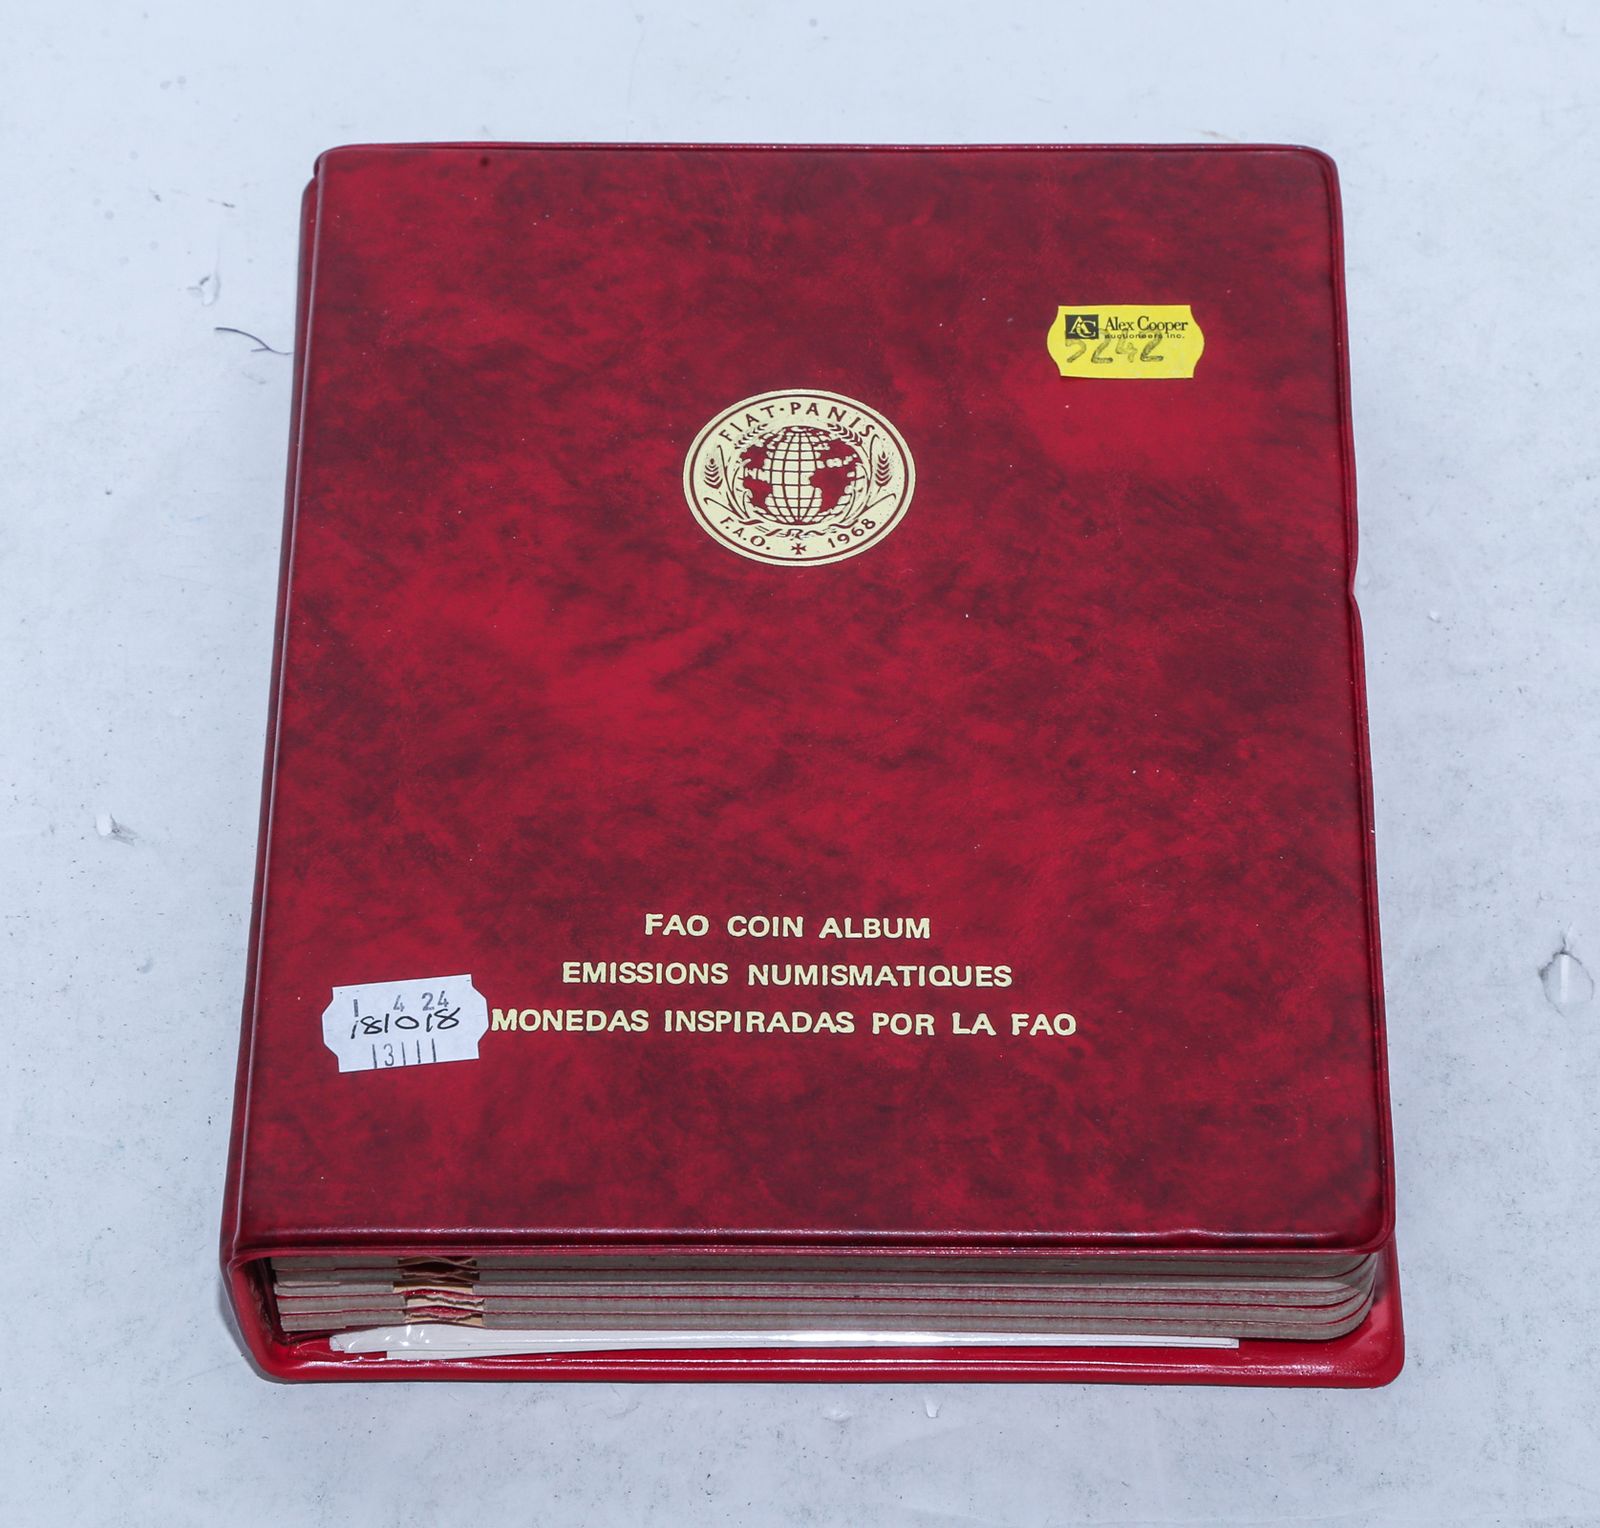 AC Alex Cooper
auctioneers inc.
5242
FIAT·PANIS
F.A.O. 1968
FAO COIN ALBUM
EMISSIONS NUMISMATIQUES
MONEDAS INSPIRADAS POR LA FAO
1 4 24
181018
13111